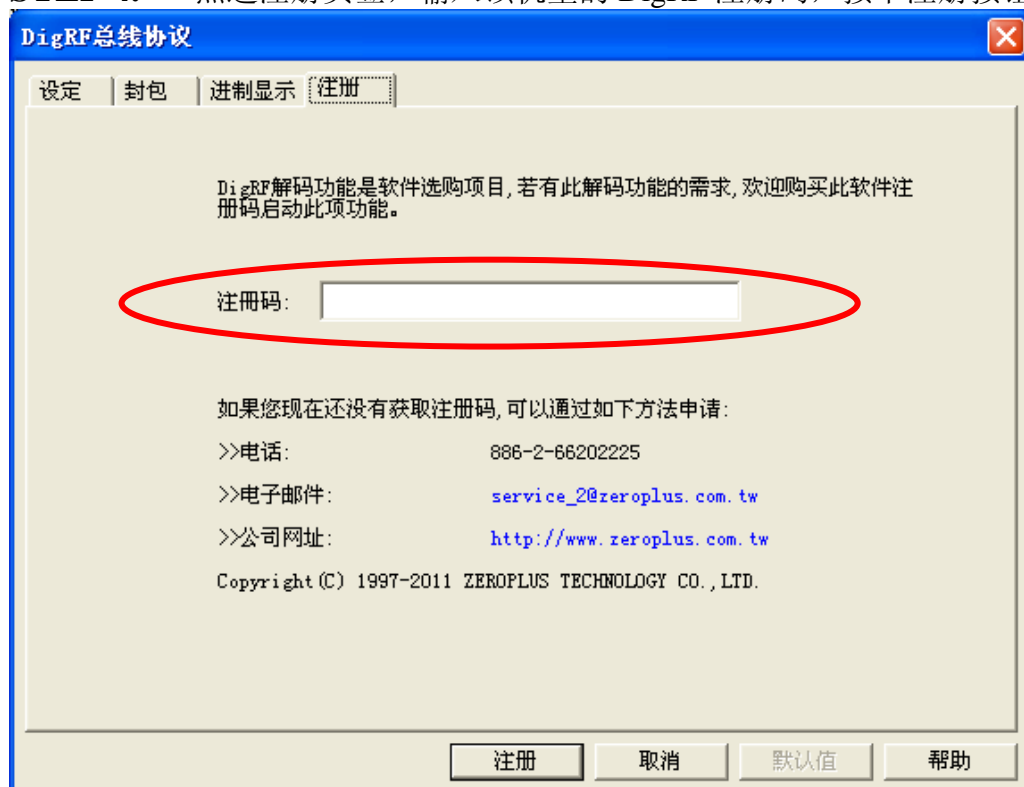 DigRF总线协议
设定 封包 进制显示 注册
DigRF解码功能是软件选购项目,若有此解码功能的需求,欢迎购买此软件注
册码启动此项功能。
注册码:
如果您现在还没有获取注册码,可以通过如下方法申请:
>>电话: 886-2-66202225
>>电子邮件: service_2@zeroplus.com.tw
>>公司网址: http://www.zeroplus.com.tw
Copyright(C) 1997-2011 ZEROPLUS TECHNOLOGY CO.,LTD.
注册 取消 默认值 帮助